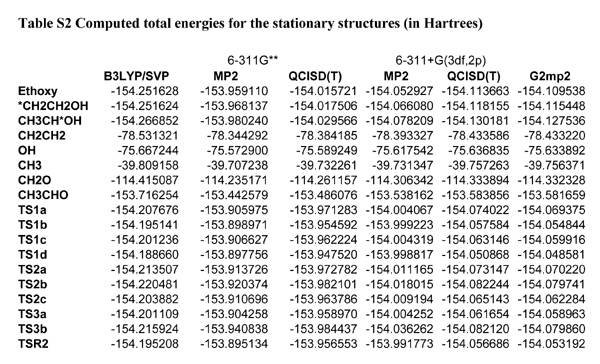 Table S2 Computed total energies for the stationary structures (in Hartrees)
6-311G** 6-311+G(3df,2p)
B3LYP/SVP MP2 QCISD(T) MP2 QCISD(T) G2mp2
Ethoxy -154.251628 -153.959110 -154.015721 -154.052927 -154.113663 -154.109538
*CH2CH2OH -154.251624 -153.968137 -154.017506 -154.066080 -154.118155 -154.115448
CH3CH*OH -154.266852 -153.980240 -154.029566 -154.078209 -154.130181 -154.127536
CH2CH2 -78.531321 -78.344292 -78.384185 -78.393327 -78.433586 -78.433220
OH -75.667244 -75.572900 -75.589249 -75.617542 -75.636835 -75.633892
CH3 -39.809158 -39.707238 -39.732261 -39.731347 -39.757263 -39.756371
CH2O -114.415087 -114.235171 -114.261157 -114.306342 -114.333894 -114.332328
CH3CHO -153.716254 -153.442579 -153.486076 -153.538162 -153.583856 -153.581659
TS1a -154.207676 -153.905975 -153.971283 -154.004067 -154.074022 -154.069375
TS1b -154.195141 -153.898971 -153.954592 -153.999223 -154.057584 -154.054844
TS1c -154.201236 -153.906627 -153.962224 -154.004319 -154.063146 -154.059916
TS1d -154.188660 -153.897756 -153.947520 -153.998817 -154.050868 -154.048581
TS2a -154.213507 -153.913726 -153.972782 -154.011165 -154.073147 -154.070220
TS2b -154.220481 -153.920374 -153.982101 -154.018015 -154.082244 -154.079741
TS2c -154.203882 -153.910696 -153.963786 -154.009194 -154.065143 -154.062284
TS3a -154.201109 -153.904258 -153.958970 -154.004252 -154.061654 -154.058963
TS3b -154.215924 -153.940838 -153.984437 -154.036262 -154.082120 -154.079860
TSR2 -154.195208 -153.895134 -153.956553 -153.991773 -154.056686 -154.053192